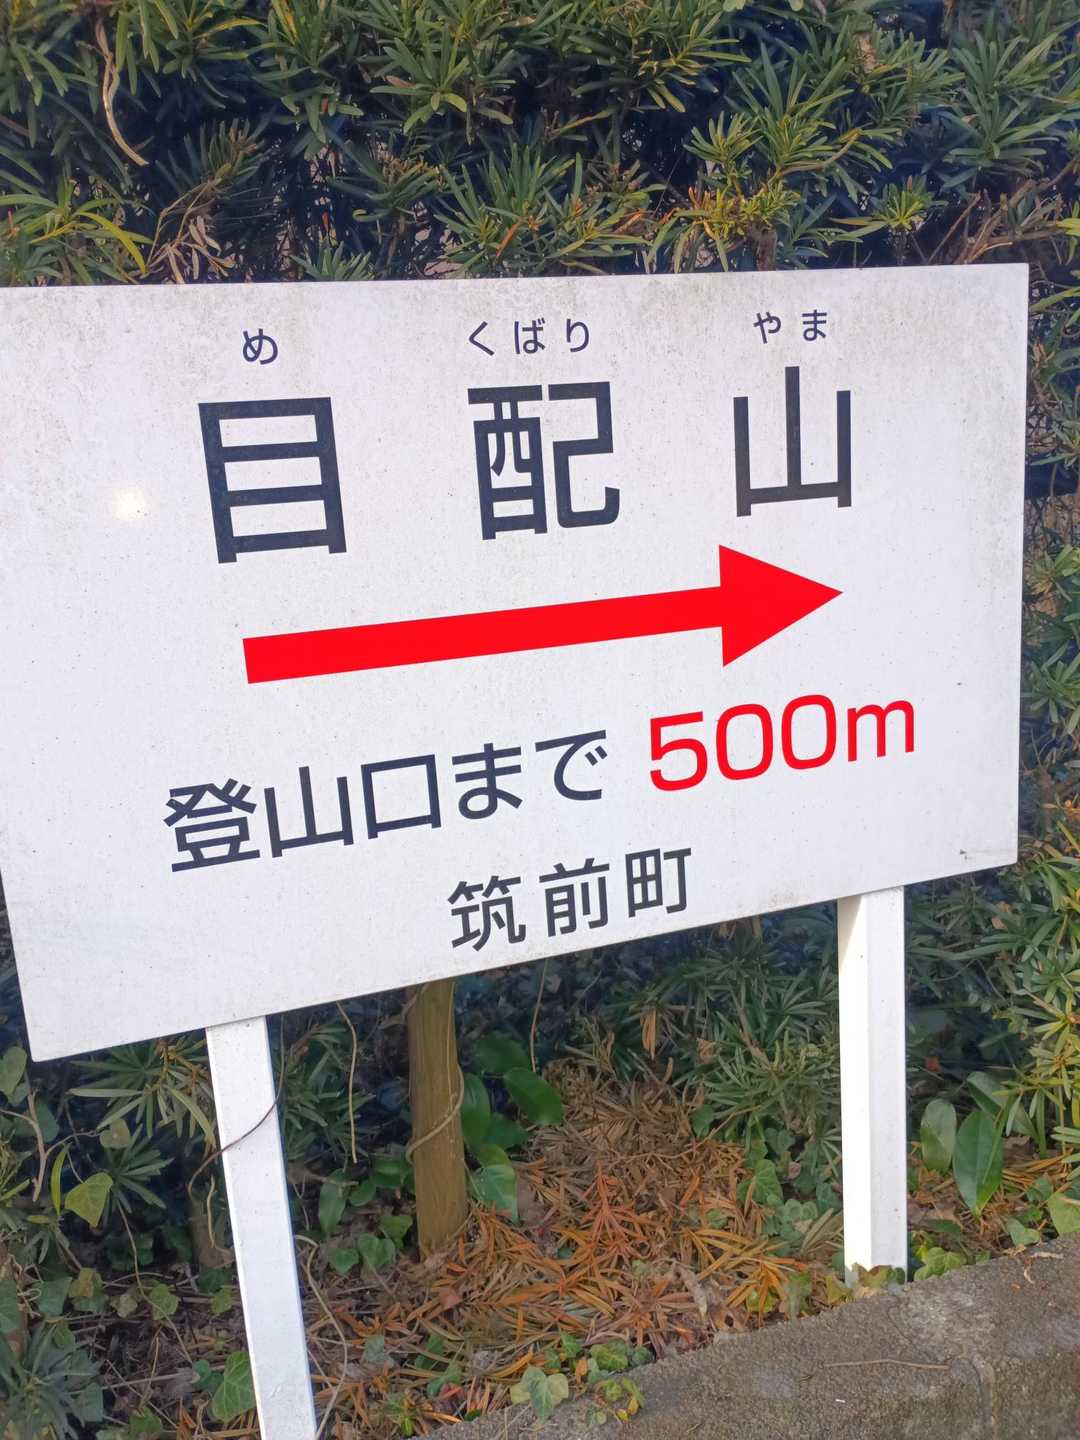 め くばり やま
目配山
登山口まで 500m
筑前町